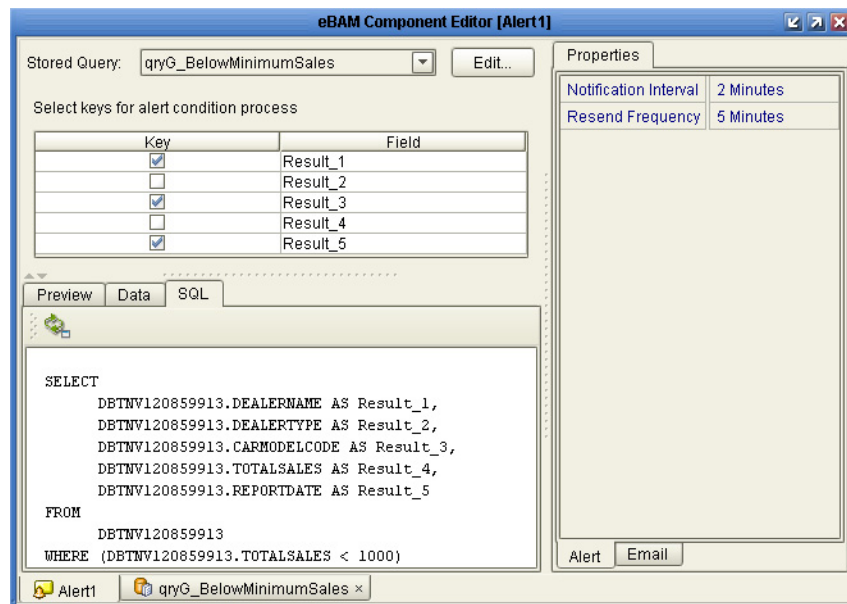 eBAM Component Editor [Alert1]
Stored Query: qryG_BelowMinimumSales Edit...
Select keys for alert condition process
Key Field
Result_1
Result_2
Result_3
Result_4
Result_5
Preview Data SQL
SELECT
DBTNV120859913.DEALERNAME AS Result_1,
DBTNV120859913.DEALERTYPE AS Result_2,
DBTNV120859913.CARMODELCODE AS Result_3,
DBTNV120859913.TOTALSALES AS Result_4,
DBTNV120859913.REPORTDATE AS Result_5
FROM
DBTNV120859913
WHERE (DBTNV120859913.TOTALSALES < 1000)
Properties
Notification Interval 2 Minutes
Resend Frequency 5 Minutes
Alert Email
Alert1 qryG_BelowMinimumSales ×